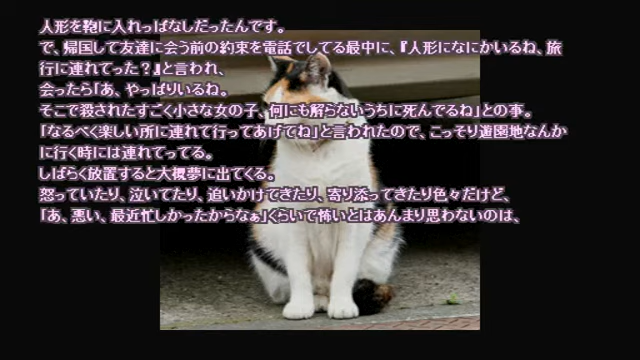 人形を鞄に入れっぱなしだったんです。
で、帰国して友達に会う前の約束を電話でしてる最中に、『人形になにかいるね、旅
行に連れてった？』と言われ、
会ったら「あ、やっぱりいるね。
そこで殺されたすごく小さな女の子、何にも解らないうちに死んでるね」との事。
「なるべく楽しい所に連れて行ってあげてね」と言われたので、こっそり遊園地なんか
に行く時には連れてってる。
しばらく放置すると大概夢に出てくる。
怒っていたり、泣いてたり、追いかけてきたり、寄り添ってきたり色々だけど、
「あ、悪い、最近忙しかったからなぁ」くらいで怖いとはあんまり思わないのは、